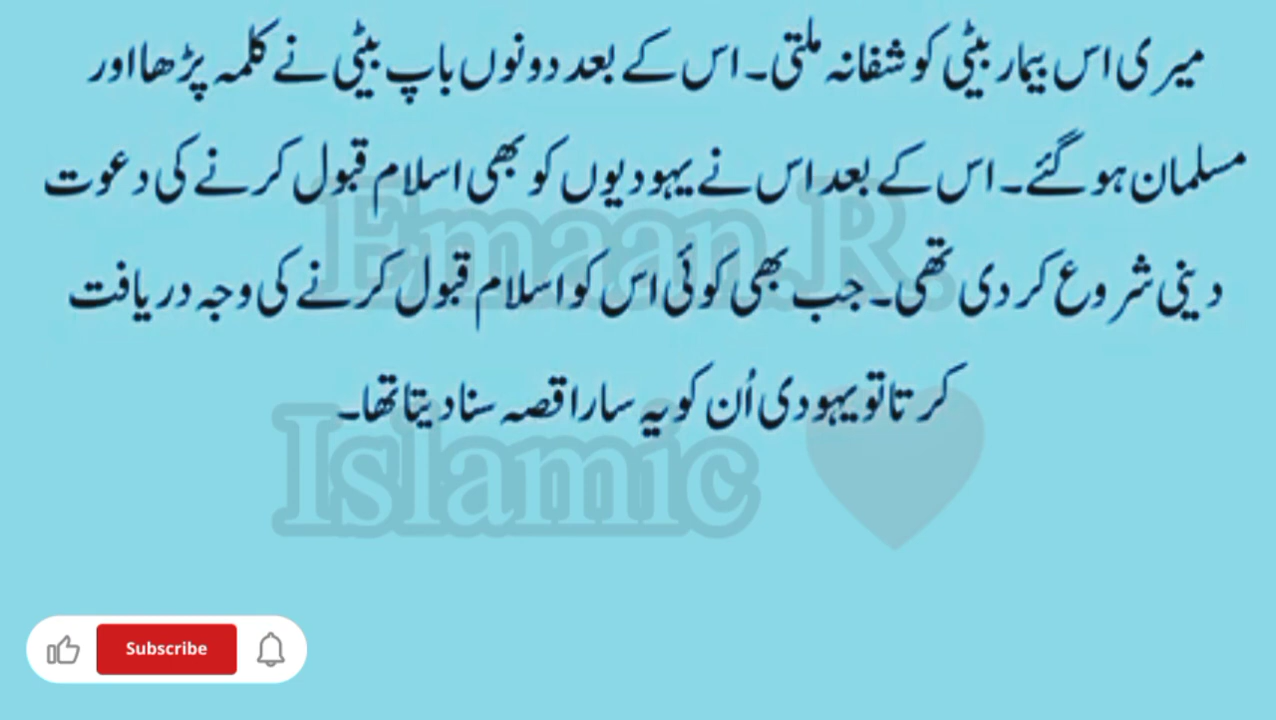 میری اس بیمار بیٹی کو شفا نہ ملتی۔ اس کے بعد دونوں باپ بیٹی نے کلمہ پڑھا اور
مسلمان ہو گئے۔ اس کے بعد اس نے یہودیوں کو بھی اسلام قبول کرنے کی دعوت
دینی شروع کر دی تھی۔ جب بھی کوئی اس کو اسلام قبول کرنے کی وجہ دریافت
کرتا تو یہودی اُن کو یہ سارا قصہ سنا دیتا تھا۔
Emaan.R.
Islamic
Subscribe